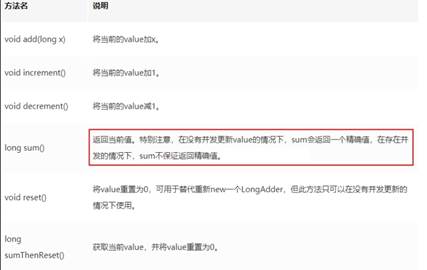 方法名 说明
void add(long x) 将当前的value加x。
void increment() 将当前的value加1。
void decrement() 将当前的value减1。
long sum() 返回当前值。特别注意，在没有并发更新value的情况下，sum会返回一个精确值，在存在并
发的情况下，sum不保证返回精确值。
void reset() 将value重置为0，可用于替代重新new一个LongAdder，但此方法只可以在没有并发更新的
情况下使用。
long
sumThenReset() 获取当前value，并将value重置为0。